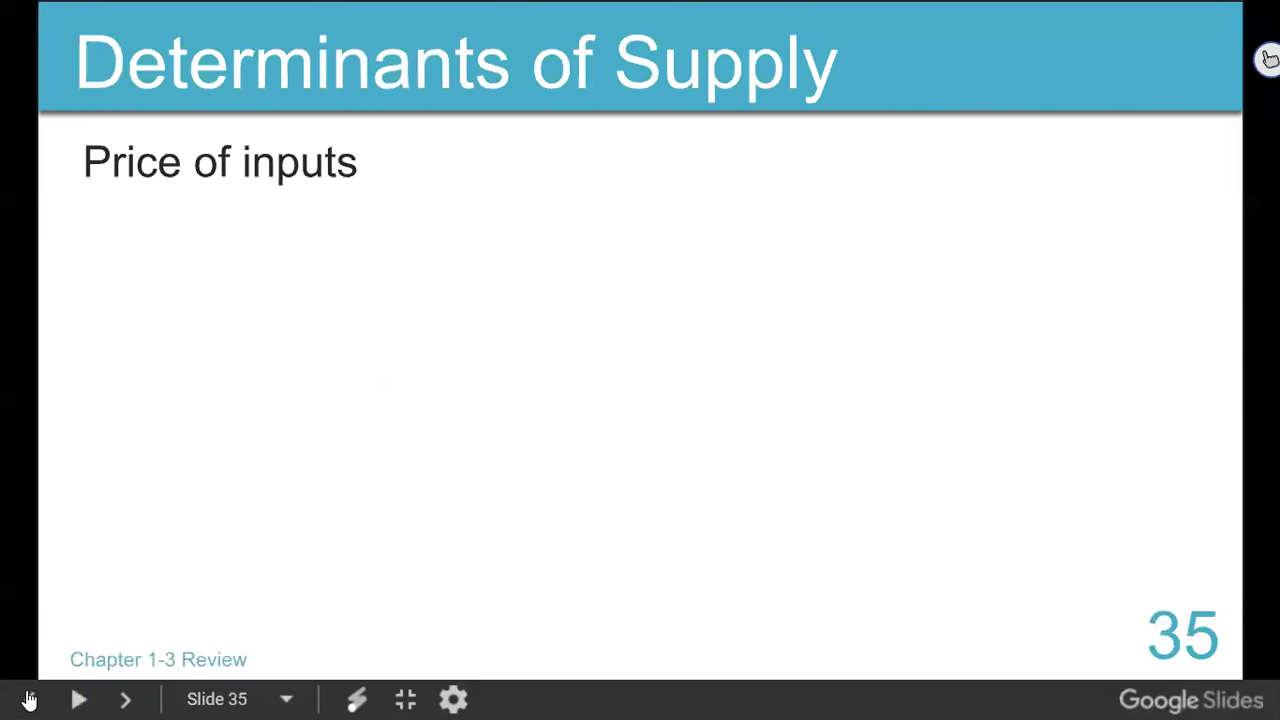 Determinants of Supply
Price of inputs
35
Chapter 1-3 Review
Slide 35
Google Slides